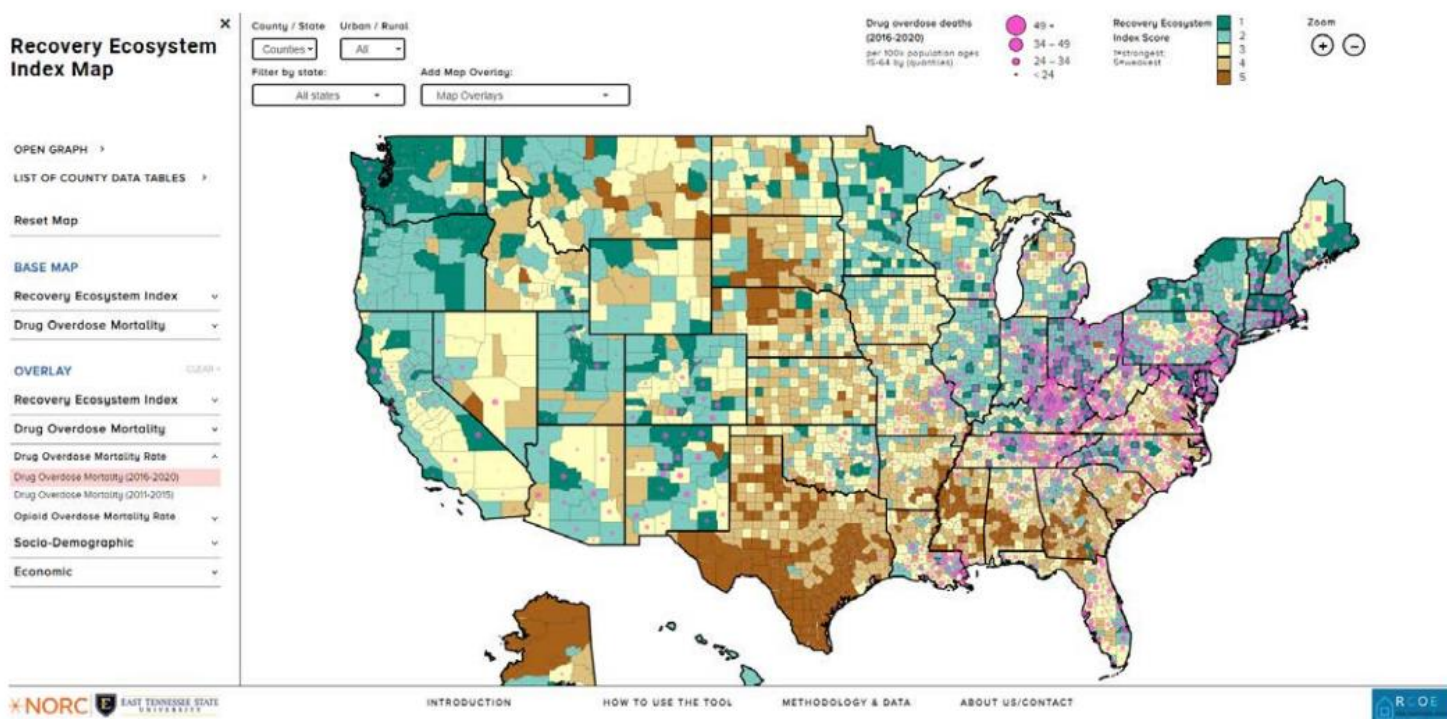 ×
Recovery Ecosystem
Index Map
OPEN GRAPH >
LIST OF COUNTY DATA TABLES >
Reset Map
BASE MAP
Recovery Ecosystem Index
Drug Overdose Mortality
OVERLAY CLEAR ×
Recovery Ecosystem Index
Drug Overdose Mortality
Drug Overdose Mortality Rate
Drug Overdose Mortality (2016-2020)
Drug Overdose Mortality (2011-2015)
Opioid Overdose Mortality Rate
Socio-Demographic
Economic
County / State Urban / Rural
Counties All
Filter by state: Add Map Overlay:
All states Map Overlays
Drug overdose deaths
(2016-2020)
per 100k population ages
15-64 by (quantiles)
49 +
34 – 49
24 – 34
< 24
Recovery Ecosystem
Index Score
1=strongest;
5=weakest
1
2
3
4
5
Zoom
+ −
NORC
E
EAST TENNESSEE STATE
UNIVERSITY
INTRODUCTION HOW TO USE THE TOOL METHODOLOGY & DATA ABOUT US/CONTACT
RCOE